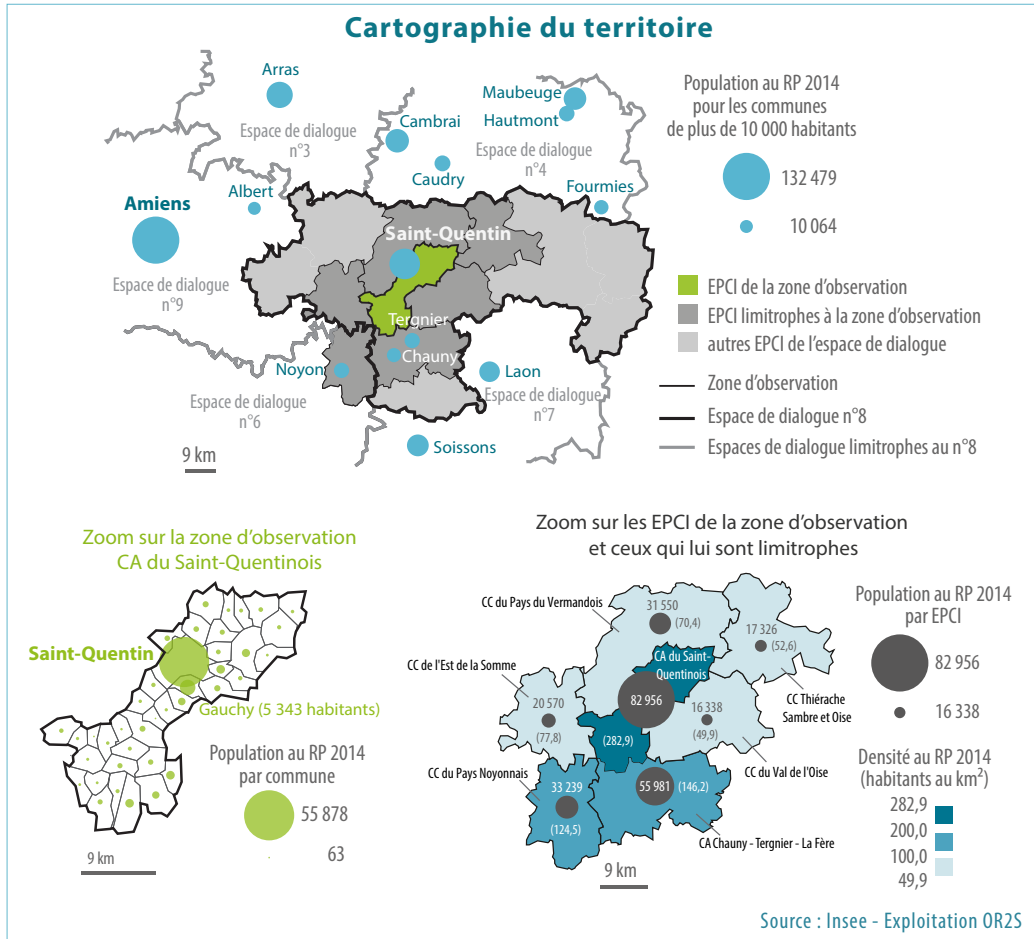 Cartographie du territoire
Arras
Espace de dialogue
n°3
Cambrai
Maubeuge
Hautmont
Espace de dialogue
n°4
Caudry
Albert
Fourmies
Amiens
Espace de dialogue
n°9
Saint-Quentin
Tergnier
Chauny
Noyon
Espace de dialogue
n°6
Laon
Espace de dialogue
n°7
Soissons
9 km
Population au RP 2014
pour les communes
de plus de 10 000 habitants
132 479
10 064
EPCI de la zone d'observation
EPCI limitrophes à la zone d'observation
autres EPCI de l'espace de dialogue
Zone d'observation
Espace de dialogue n°8
Espaces de dialogue limitrophes au n°8
Zoom sur la zone d'observation
CA du Saint-Quentinois
Saint-Quentin
Gauchy (5 343 habitants)
Population au RP 2014
par commune
55 878
63
9 km
Zoom sur les EPCI de la zone d'observation
et ceux qui lui sont limitrophes
CC du Pays du Vermandois
31 550
(70,4)
17 326
(52,6)
CC Thiérache
Sambre et Oise
CA du Saint-
Quentinois
82 956
(282,9)
CC de l'Est de la Somme
20 570
(77,8)
16 338
(49,9)
CC du Val de l'Oise
CC du Pays Noyonnais
33 239
(124,5)
55 981
(146,2)
CA Chauny - Tergnier - La Fère
9 km
Population au RP 2014
par EPCI
82 956
16 338
Densité au RP 2014
(habitants au km²)
282,9
200,0
100,0
49,9
Source : Insee - Exploitation OR2S